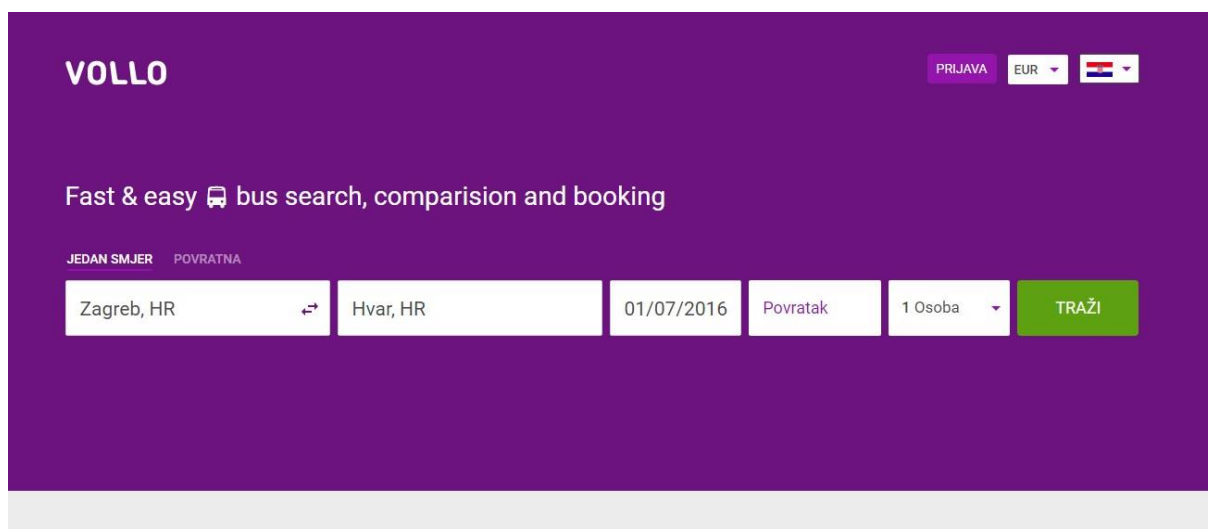 VOLLO
PRIJAVA
EUR
Fast & easy bus search, comparision and booking
JEDAN SMJER POVRATNA
Zagreb, HR
Hvar, HR
01/07/2016
Povratak
1 Osoba
TRAŽI